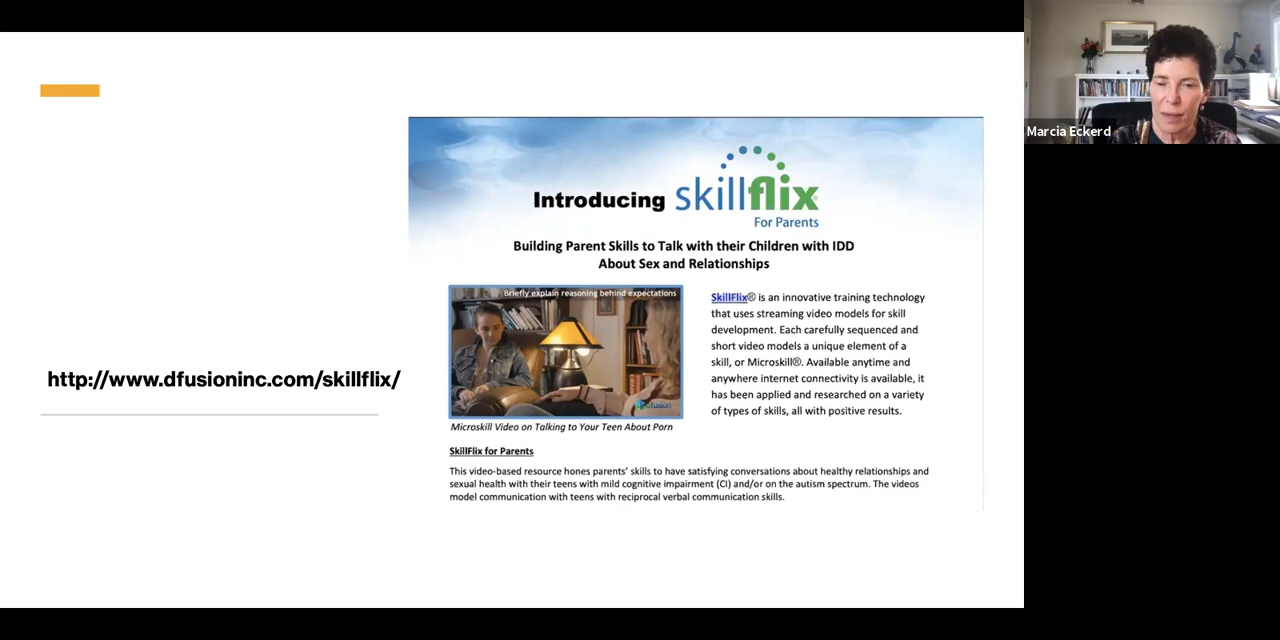 Marcia Eckerd
http://www.dfusioninc.com/skillflix/
Introducing skillflix
For Parents
Building Parent Skills to Talk with their Children with IDD
About Sex and Relationships
Briefly explain reasoning behind expectations
dfusion
Microskill Video on Talking to Your Teen About Porn
SkillFlix® is an innovative training technology
that uses streaming video models for skill
development. Each carefully sequenced and
short video models a unique element of a
skill, or Microskill®. Available anytime and
anywhere internet connectivity is available, it
has been applied and researched on a variety
of types of skills, all with positive results.
SkillFlix for Parents
This video-based resource hones parents’ skills to have satisfying conversations about healthy relationships and
sexual health with their teens with mild cognitive impairment (CI) and/or on the autism spectrum. The videos
model communication with teens with reciprocal verbal communication skills.